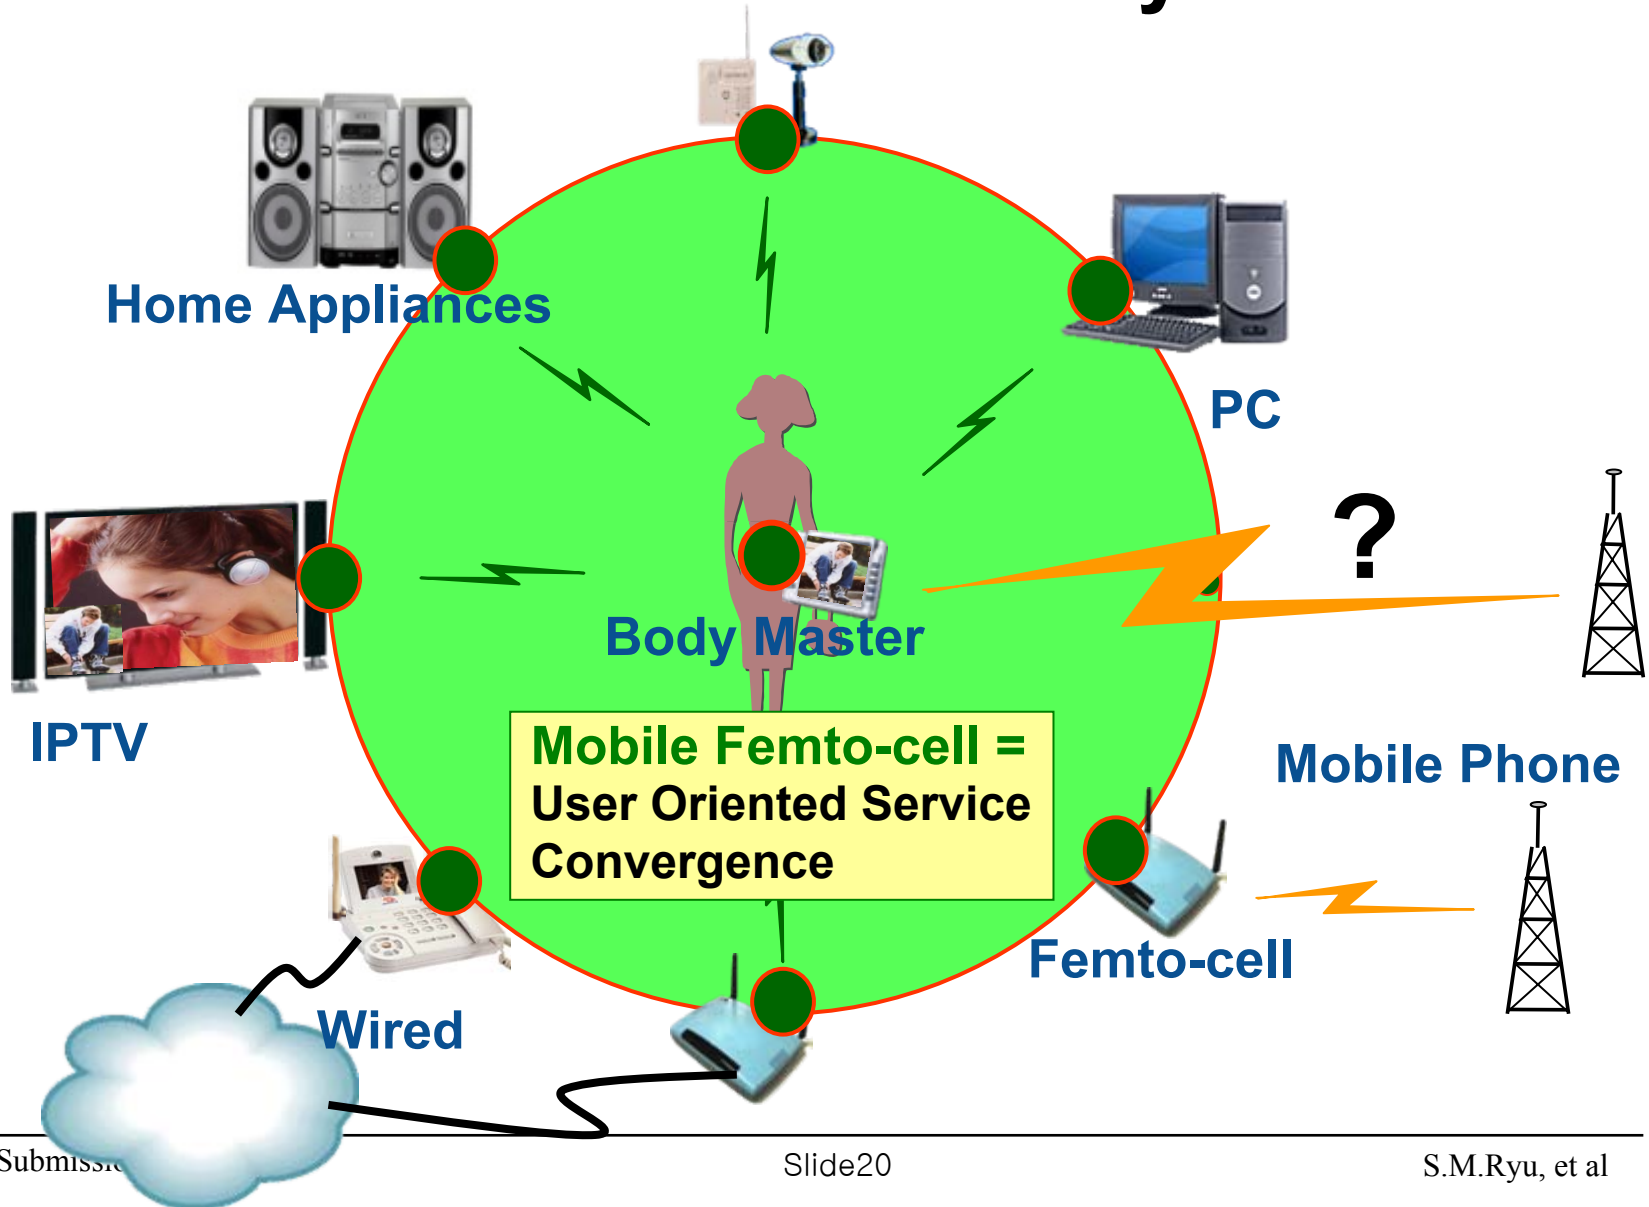 Home Appliances
PC
?
Body Master
IPTV
Mobile Femto-cell =
User Oriented Service
Convergence
Mobile Phone
Femto-cell
Wired
Slide20
S.M.Ryu, et al